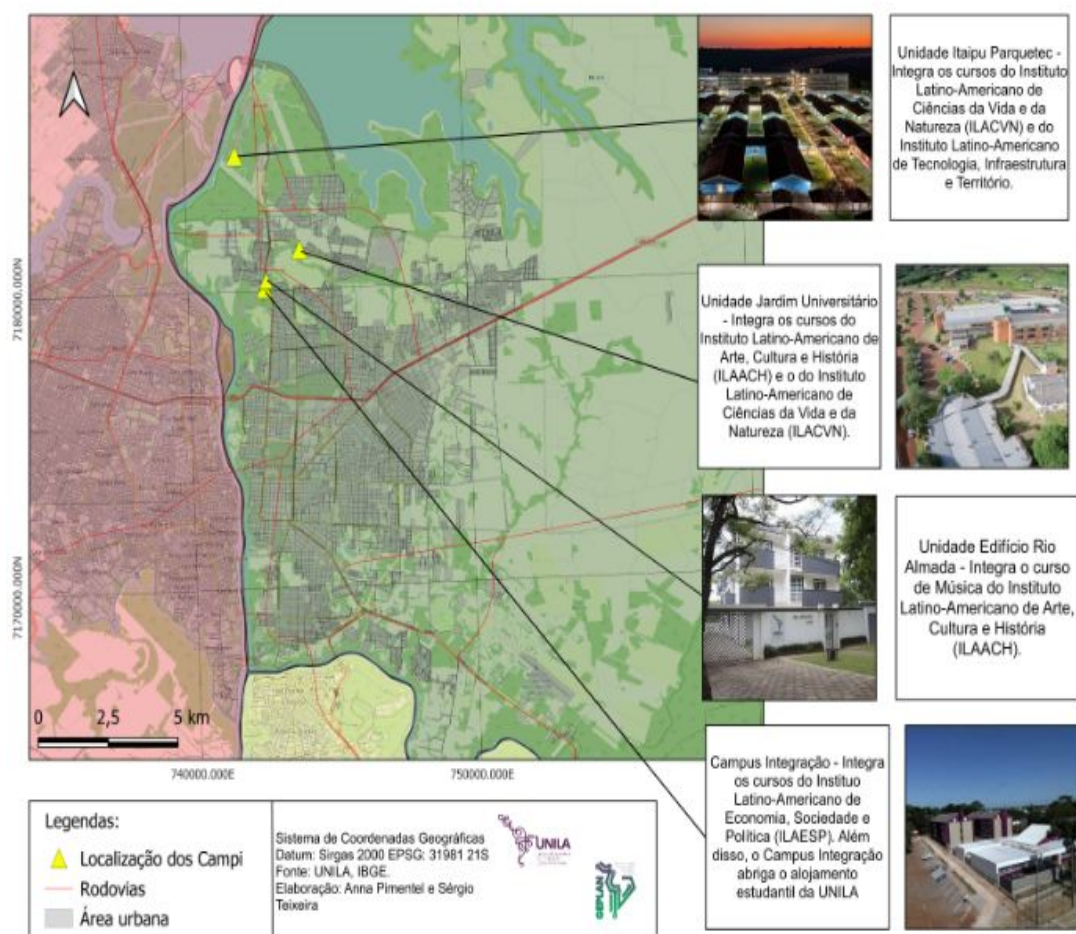 Unidade Itaipu Parquetec -
Integra os cursos do Instituto
Latino-Americano de
Ciências da Vida e da
Natureza (ILACVN) e do
Instituto Latino-Americano
de Tecnologia, Infraestrutura
e Território.
Unidade Jardim Universitário
- Integra os cursos do
Instituto Latino-Americano de
Arte, Cultura e História
(ILAACH) e o do Instituto
Latino-Americano de
Ciências da Vida e da
Natureza (ILACVN).
Unidade Edifício Rio
Almada - Integra o curso
de Música do Instituto
Latino-Americano de Arte,
Cultura e História
(ILAACH).
Campus Integração - Integra
os cursos do Instituo
Latino-Americano de
Economia, Sociedade e
Política (ILAESP). Além
disso, o Campus Integração
abriga o alojamento
estudantil da UNILA
7180000.000N
7170000.000N
0 2,5 5 km
740000.000E
750000.000E
Legendas:
Localização dos Campi
Rodovias
Área urbana
Sistema de Coordenadas Geográficas
Datum: Sirgas 2000 EPSG: 31981 21S
Fonte: UNILA, IBGE.
Elaboração: Anna Pimentel e Sérgio
Teixeira
UNILA
GEPLAN